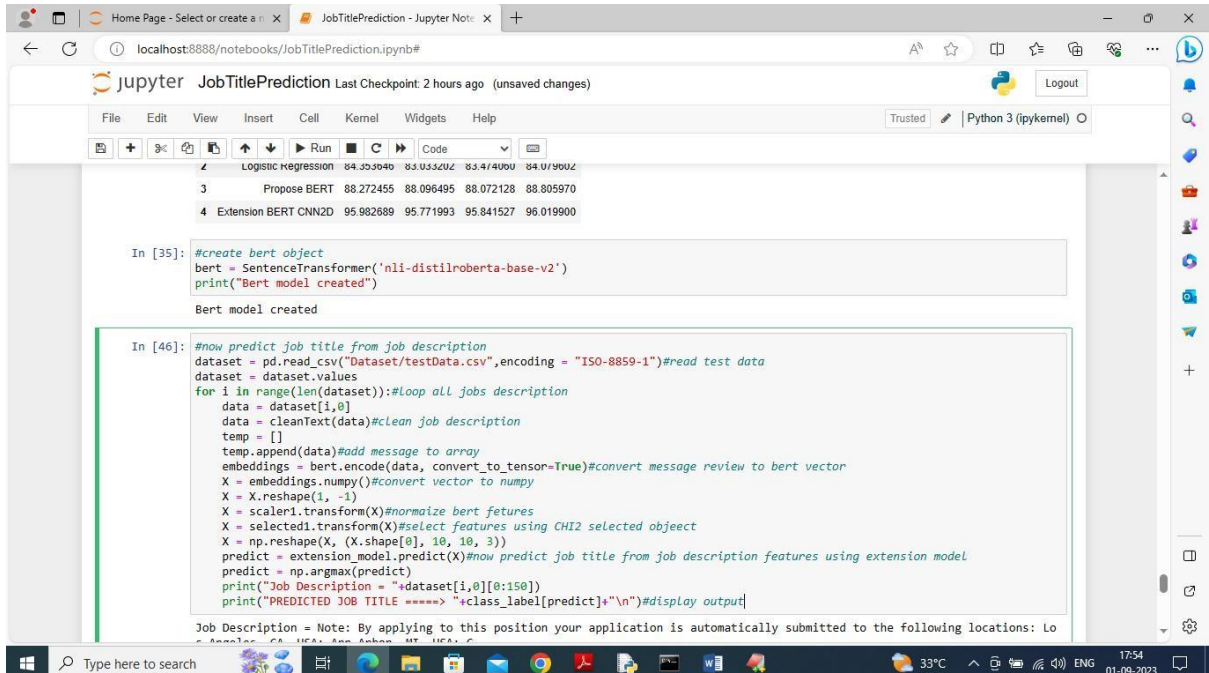 Home Page - Select or create a n
JobTitlePrediction - Jupyter Note
localhost:8888/notebooks/JobTitlePrediction.ipynb#
jupyter JobTitlePrediction Last Checkpoint: 2 hours ago (unsaved changes)
Logout
File Edit View Insert Cell Kernel Widgets Help
Trusted Python 3 (ipykernel)
Run Code
2 Logistic Regression 84.353646 83.033202 83.474060 84.079602
3 Propose BERT 88.272455 88.096495 88.072128 88.805970
4 Extension BERT CNN2D 95.982689 95.771993 95.841527 96.019900
In [35]: #create bert object
bert = SentenceTransformer('nli-distilroberta-base-v2')
print("Bert model created")
Bert model created
In [46]: #now predict job title from job description
dataset = pd.read_csv("Dataset/testData.csv",encoding = "ISO-8859-1")#read test data
dataset = dataset.values
for i in range(len(dataset)):#loop all jobs description
data = dataset[i,0]
data = cleanText(data)#clean job description
temp = []
temp.append(data)#add message to array
embeddings = bert.encode(data, convert_to_tensor=True)#convert message review to bert vector
X = embeddings.numpy()#convert vector to numpy
X = X.reshape(1, -1)
X = scaler1.transform(X)#normaize bert fetures
X = selected1.transform(X)#select features using CHI2 selected objeect
X = np.reshape(X, (X.shape[0], 10, 10, 3))
predict = extension_model.predict(X)#now predict job title from job description features using extension model
predict = np.argmax(predict)
print("Job Description = "+dataset[i,0][0:150])
print("PREDICTED JOB TITLE =====> "+class_label[predict]+"\n")#display output
Job Description = Note: By applying to this position your application is automatically submitted to the following locations: Lo
s Angeles, CA, USA; Ann Arbor, MI, USA; C
Type here to search
33°C
ENG
17:54
01-09-2023